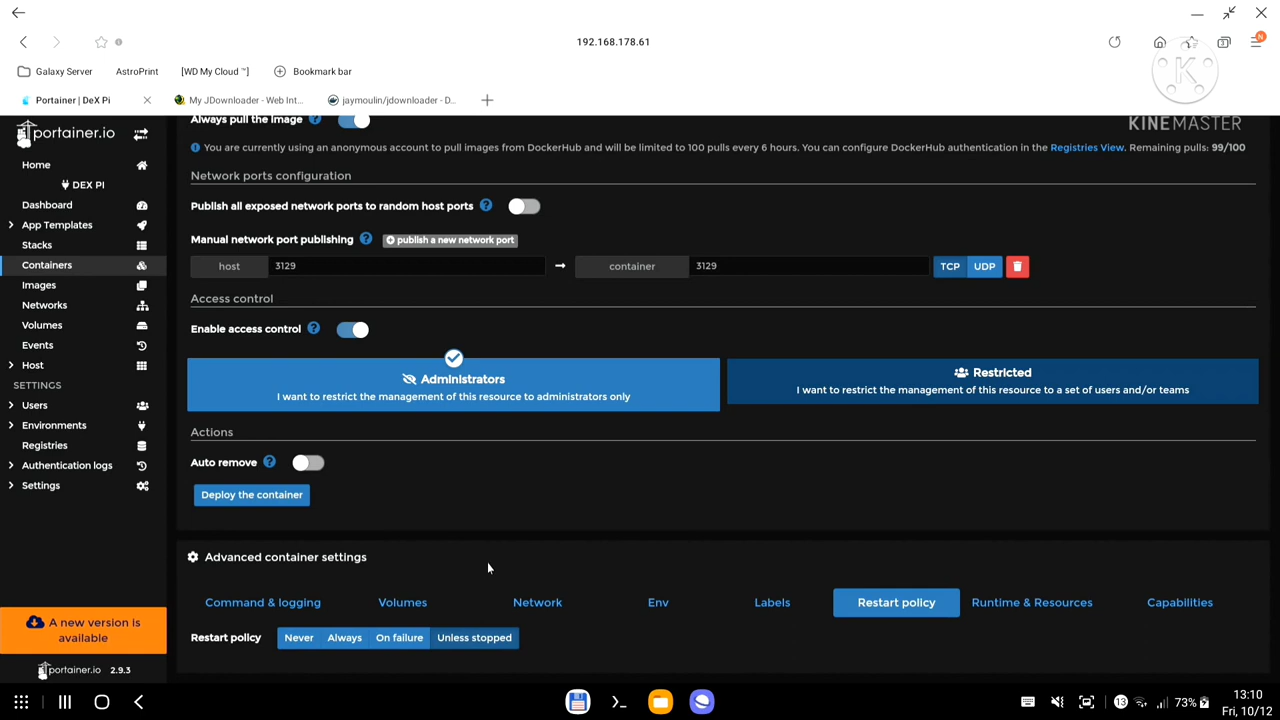 192.168.178.61
Galaxy Server
AstroPrint
[WD My Cloud ™]
Bookmark bar
Portainer | DeX Pi
My JDownloader - Web Int...
jaymoulin/jdownloader - D...
KINEMASTER
portainer.io
Home
DEX PI
Dashboard
App Templates
Stacks
Containers
Images
Networks
Volumes
Events
Host
SETTINGS
Users
Environments
Registries
Authentication logs
Settings
A new version is
available
portainer.io 2.9.3
Always pull the image
You are currently using an anonymous account to pull images from DockerHub and will be limited to 100 pulls every 6 hours. You can configure DockerHub authentication in the Registries View. Remaining pulls: 99/100
Network ports configuration
Publish all exposed network ports to random host ports
Manual network port publishing publish a new network port
host 3129 → container 3129 TCP UDP
Access control
Enable access control
Administrators
I want to restrict the management of this resource to administrators only
Restricted
I want to restrict the management of this resource to a set of users and/or teams
Actions
Auto remove
Deploy the container
Advanced container settings
Command & logging Volumes Network Env Labels Restart policy Runtime & Resources Capabilities
Restart policy Never Always On failure Unless stopped
13 73% 13:10
Fri, 10/12